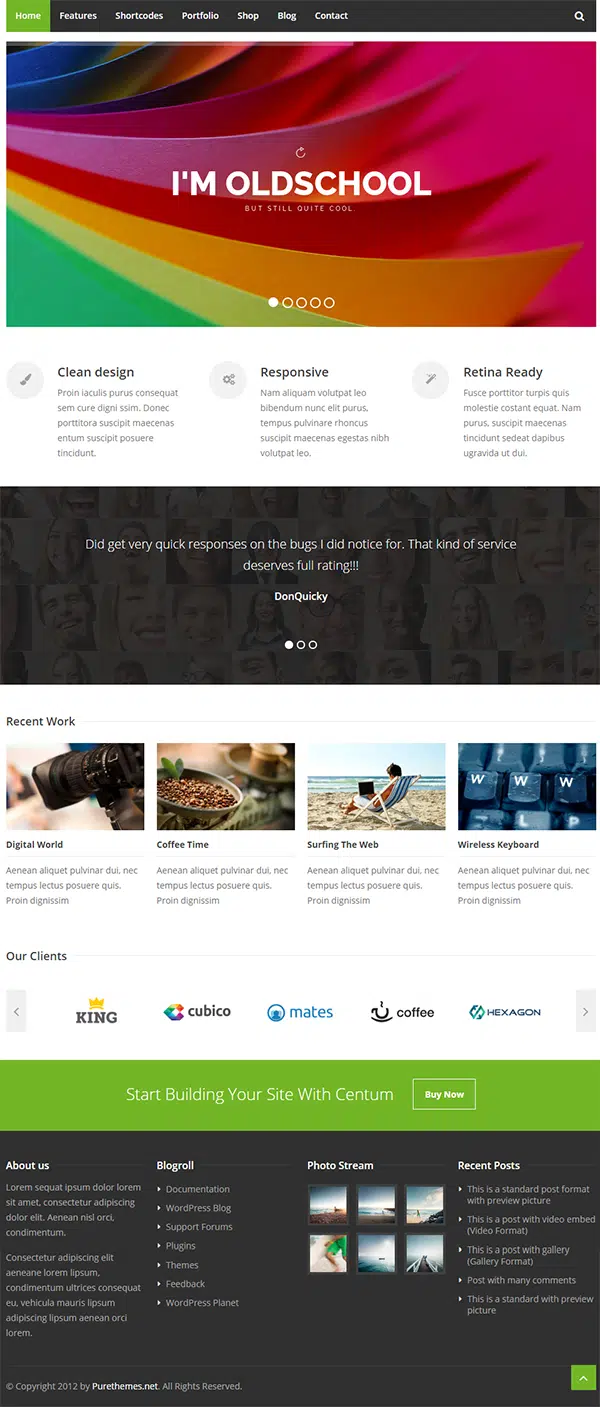 Home Features Shortcodes Portfolio Shop Blog Contact
I'M OLDSCHOOL
BUT STILL QUITE COOL.
Clean design
Proin iaculis purus consequat
sem cure digni ssim. Donec
porttitora suscipit maecenas
entum suscipit posuere
tincidunt.
Responsive
Nam aliquam volutpat leo
bibendum nunc elit purus,
tempus pulvinare rhoncus
suscipit maecenas egestas nibh
volutpat leo.
Retina Ready
Fusce porttitor turpis quis
molestie costant equat. Nam
purus, suscipit maecenas
tincidunt sedeat dapibus
ugravida ut dui.
Did get very quick responses on the bugs I did notice for. That kind of service
deserves full rating!!!
DonQuicky
Recent Work
W W W
Digital World
Aenean aliquet pulvinar dui, nec
tempus lectus posuere quis.
Proin dignissim
Coffee Time
Aenean aliquet pulvinar dui, nec
tempus lectus posuere quis.
Proin dignissim
Surfing The Web
Aenean aliquet pulvinar dui, nec
tempus lectus posuere quis.
Proin dignissim
Wireless Keyboard
Aenean aliquet pulvinar dui, nec
tempus lectus posuere quis.
Proin dignissim
Our Clients
KING cubico mates coffee HEXAGON
Start Building Your Site With Centum Buy Now
About us
Lorem sequat ipsum dolor lorem
sit amet, consectetur adipiscing
dolor elit. Aenean nisl orci,
condimentum.
Consectetur adipiscing elit
aeneane lorem lipsum,
condimentum ultrices consequat
eu, vehicula mauris lipsum
adipiscing lipsum aenean orci
lorem.
Blogroll
Documentation
WordPress Blog
Support Forums
Plugins
Themes
Feedback
WordPress Planet
Photo Stream
Recent Posts
This is a standard post format
with preview picture
This is a post with video embed
(Video Format)
This is a post with gallery
(Gallery Format)
Post with many comments
This is a standard with preview
picture
© Copyright 2012 by Purethemes.net. All Rights Reserved.